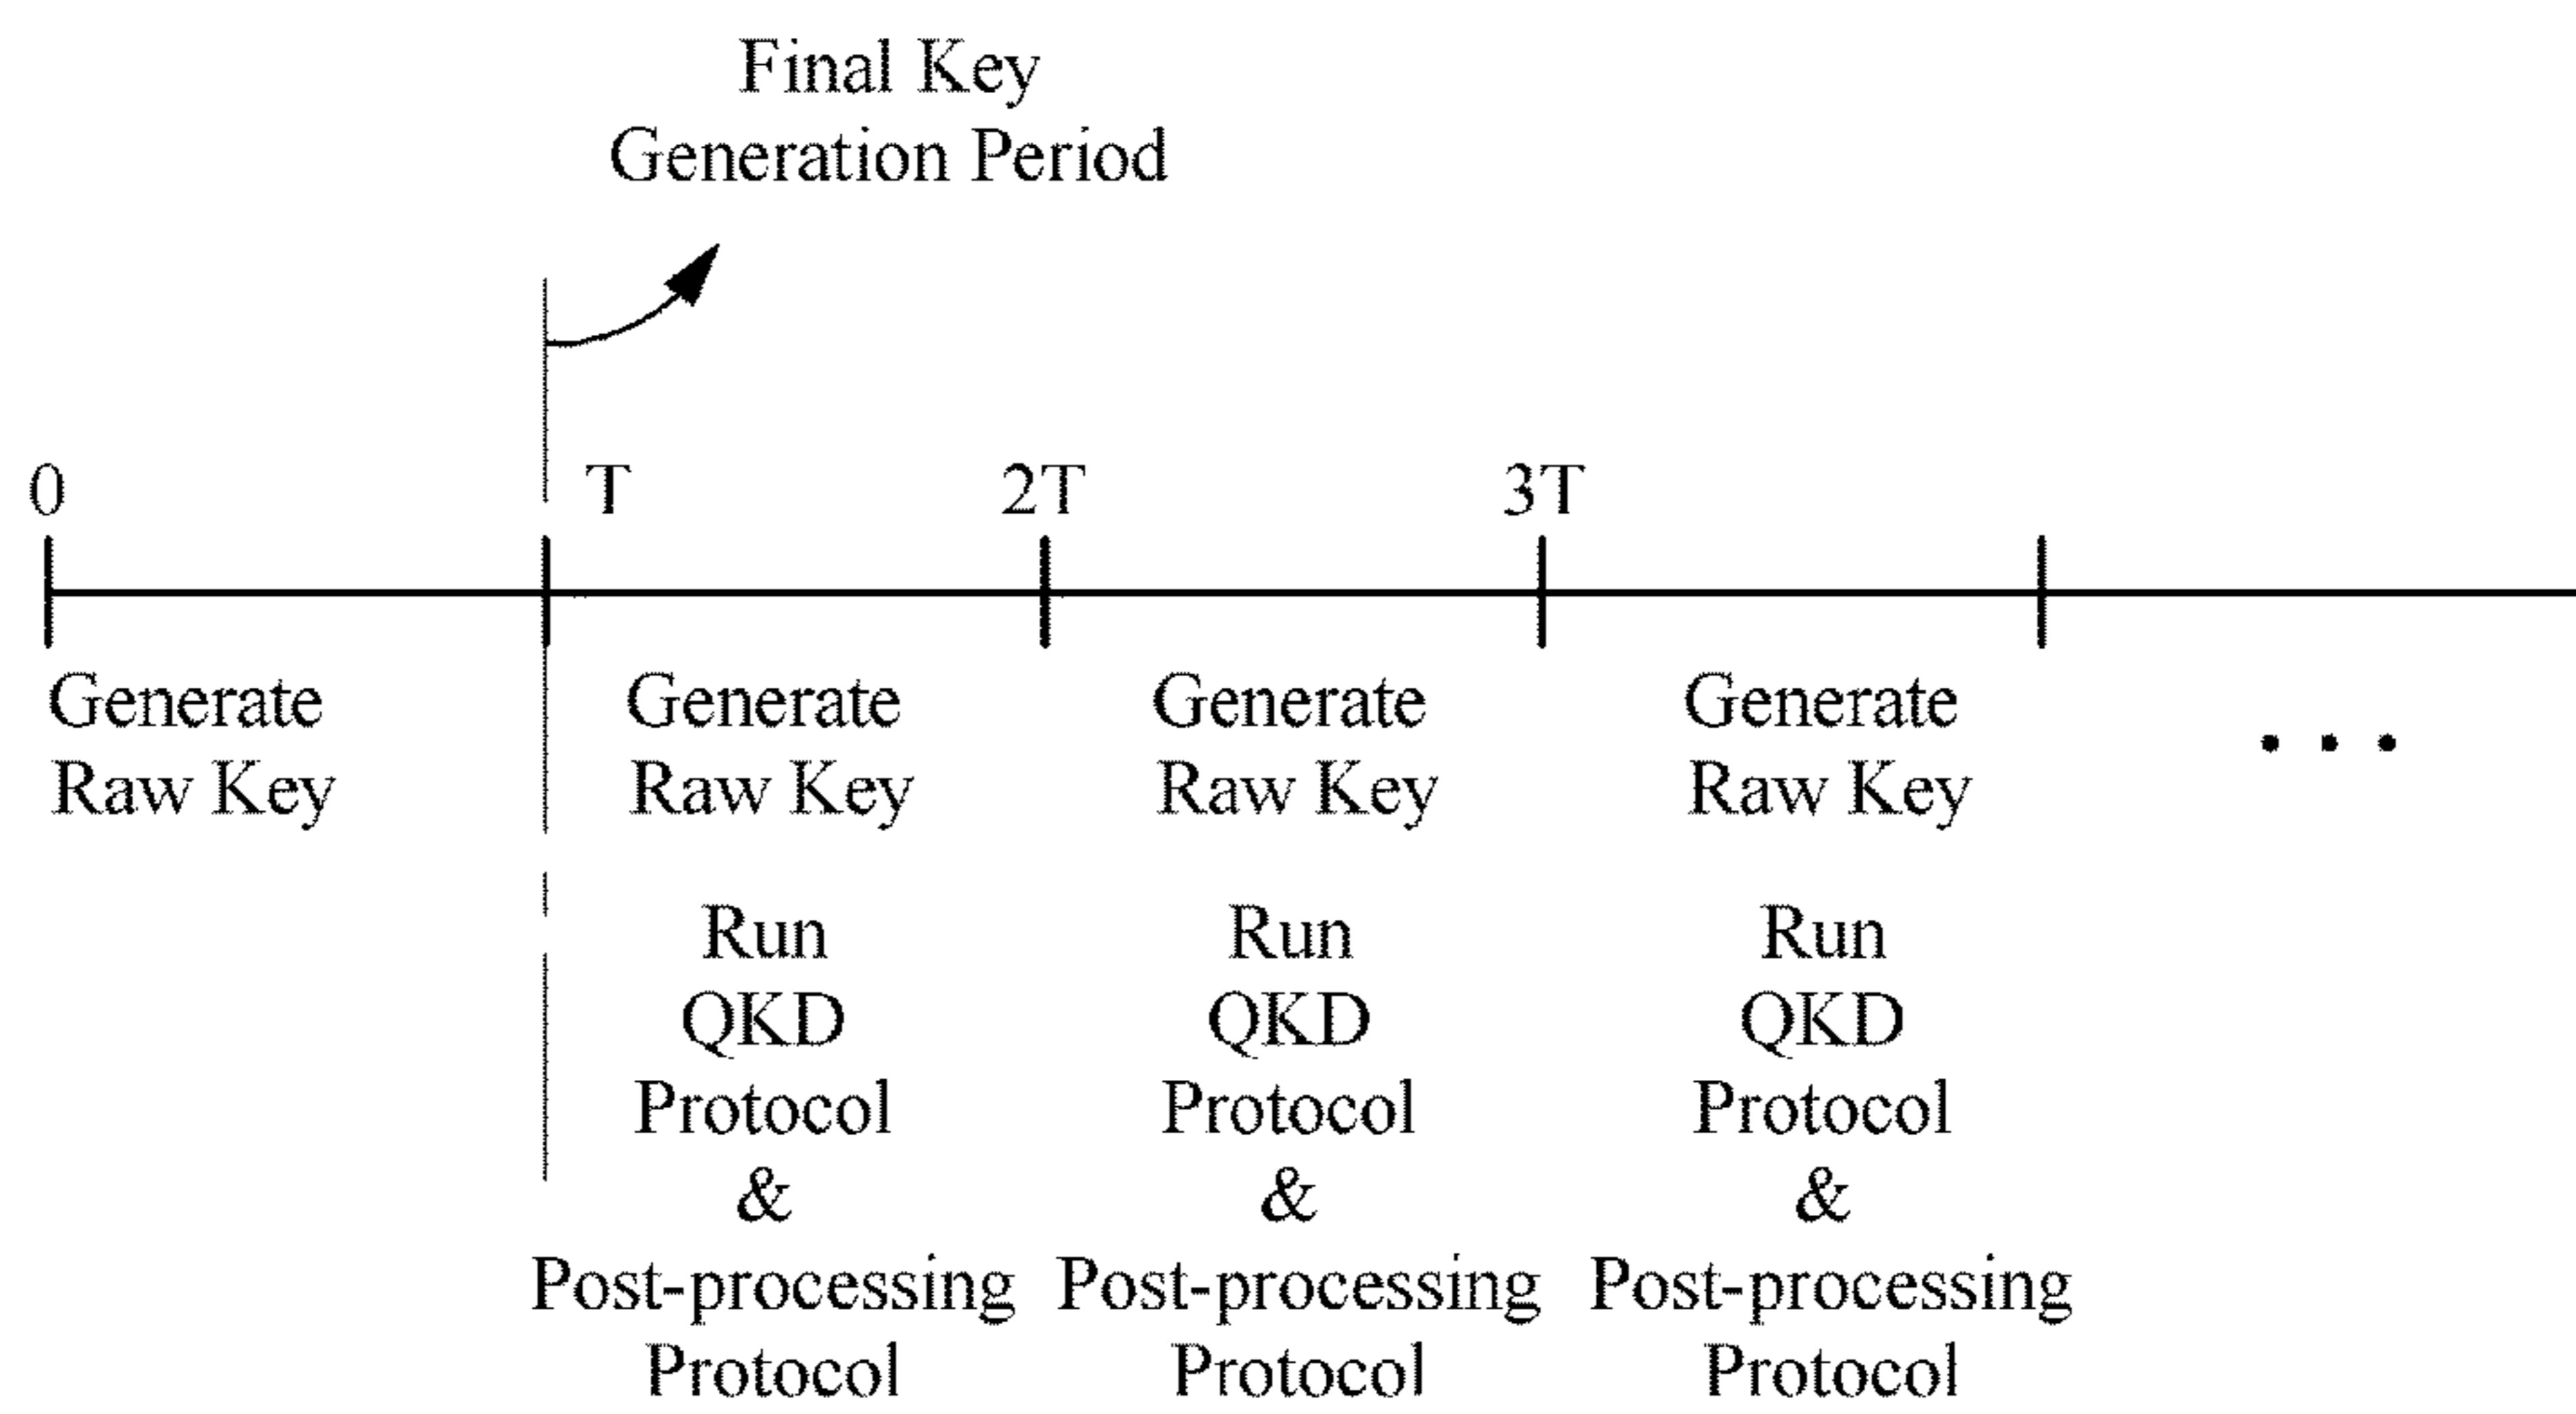 Final Key
Generation Period
0
T
2T
3T
Generate
Raw Key
Generate
Raw Key
Generate
Raw Key
Generate
Raw Key
...
Run
QKD
Protocol
&
Post-processing
Protocol
Run
QKD
Protocol
&
Post-processing
Protocol
Run
QKD
Protocol
&
Post-processing
Protocol